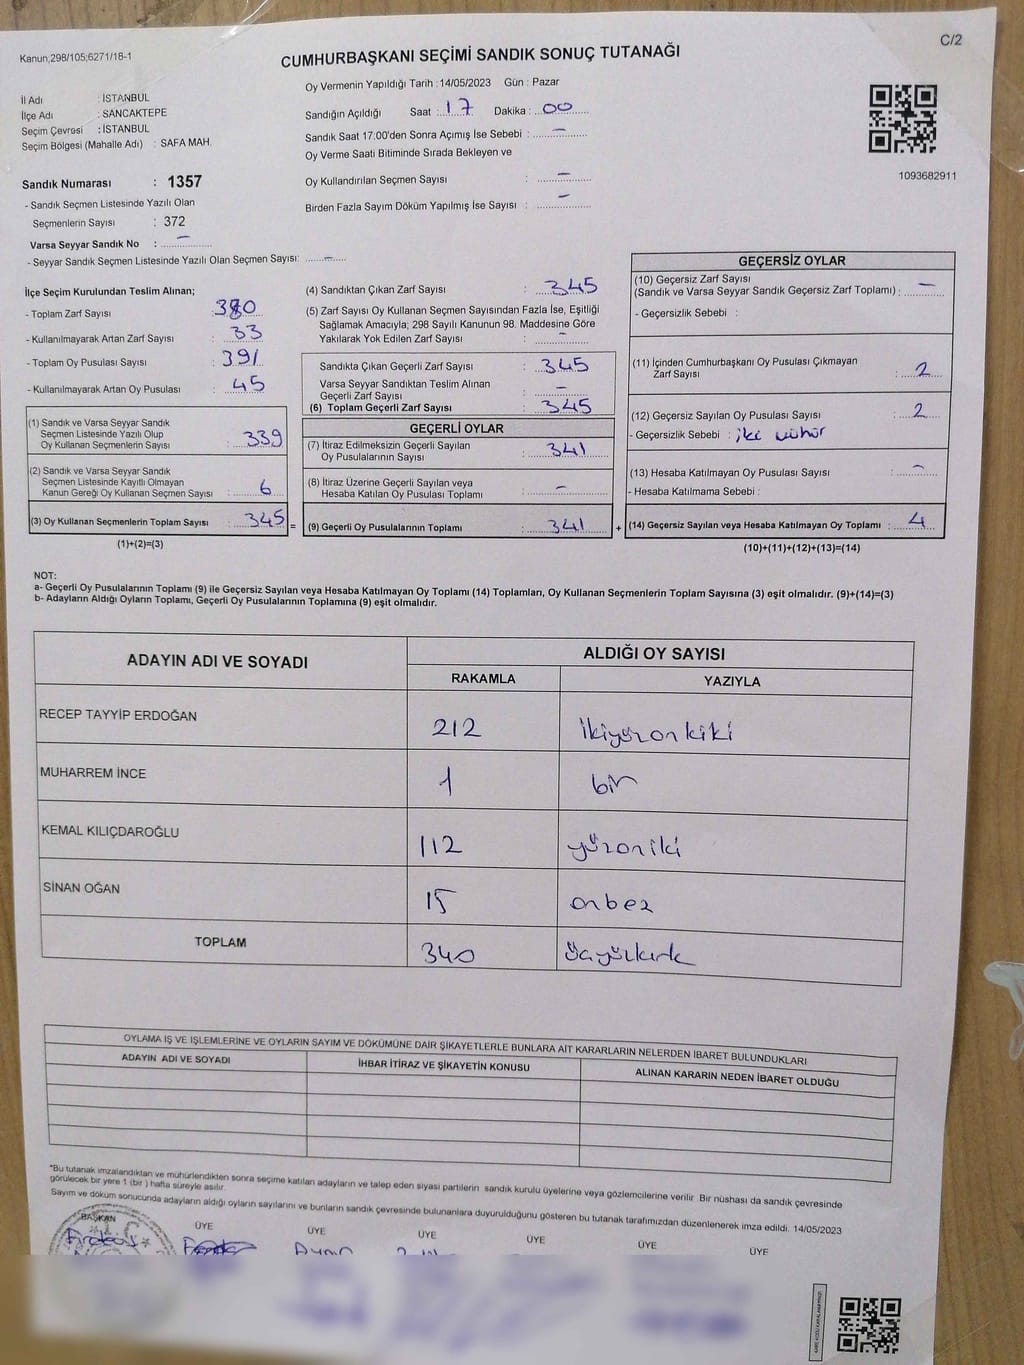 Kanun,298/105;6271/18-1
C/2
CUMHURBAŞKANI SEÇİMİ SANDIK SONUÇ TUTANAĞI
İl Adı : İSTANBUL
İlçe Adı : SANCAKTEPE
Seçim Çevresi : İSTANBUL
Seçim Bölgesi (Mahalle Adı) : SAFA MAH.
Oy Vermenin Yapıldığı Tarih :14/05/2023 Gün : Pazar
Sandığın Açıldığı Saat : 17 Dakika : 00
Sandık Saat 17:00'den Sonra Açımış İse Sebebi : –
Oy Verme Saati Bitiminde Sırada Bekleyen ve
Oy Kullandırılan Seçmen Sayısı : –
Birden Fazla Sayım Döküm Yapılmış İse Sayısı : –
1093682911
Sandık Numarası : 1357
- Sandık Seçmen Listesinde Yazılı Olan
Seçmenlerin Sayısı : 372
Varsa Seyyar Sandık No : –
- Seyyar Sandık Seçmen Listesinde Yazılı Olan Seçmen Sayısı: –
İlçe Seçim Kurulundan Teslim Alınan;
- Toplam Zarf Sayısı : 380
- Kullanılmayarak Artan Zarf Sayısı : 33
- Toplam Oy Pusulası Sayısı : 391
- Kullanılmayarak Artan Oy Pusulası : 45
(1) Sandık ve Varsa Seyyar Sandık
Seçmen Listesinde Yazılı Olup
Oy Kullanan Seçmenlerin Sayısı : 339
(2) Sandık ve Varsa Seyyar Sandık
Seçmen Listesinde Kayıtlı Olmayan
Kanun Gereği Oy Kullanan Seçmen Sayısı : 6
(3) Oy Kullanan Seçmenlerin Toplam Sayısı : 345 =
(1)+(2)=(3)
(4) Sandıktan Çıkan Zarf Sayısı : 345
(5) Zarf Sayısı Oy Kullanan Seçmen Sayısından Fazla İse, Eşitliği
Sağlamak Amacıyla; 298 Sayılı Kanunun 98. Maddesine Göre
Yakılarak Yok Edilen Zarf Sayısı : –
Sandıkta Çıkan Geçerli Zarf Sayısı : 345
Varsa Seyyar Sandıktan Teslim Alınan
Geçerli Zarf Sayısı : –
(6) Toplam Geçerli Zarf Sayısı : 345
GEÇERLİ OYLAR
(7) İtiraz Edilmeksizin Geçerli Sayılan
Oy Pusulalarının Sayısı : 341
(8) İtiraz Üzerine Geçerli Sayılan veya
Hesaba Katılan Oy Pusulası Toplamı : –
(9) Geçerli Oy Pusulalarının Toplamı : 341 +
GEÇERSİZ OYLAR
(10) Geçersiz Zarf Sayısı
(Sandık ve Varsa Seyyar Sandık Geçersiz Zarf Toplamı) : –
- Geçersizlik Sebebi :
(11) İçinden Cumhurbaşkanı Oy Pusulası Çıkmayan
Zarf Sayısı : 2
(12) Geçersiz Sayılan Oy Pusulası Sayısı : 2
- Geçersizlik Sebebi : iki mühür
(13) Hesaba Katılmayan Oy Pusulası Sayısı : –
- Hesaba Katılmama Sebebi :
(14) Geçersiz Sayılan veya Hesaba Katılmayan Oy Toplamı : 4
(10)+(11)+(12)+(13)=(14)
NOT:
a- Geçerli Oy Pusulalarının Toplamı (9) ile Geçersiz Sayılan veya Hesaba Katılmayan Oy Toplamı (14) Toplamları, Oy Kullanan Seçmenlerin Toplam Sayısına (3) eşit olmalıdır. (9)+(14)=(3)
b- Adayların Aldığı Oyların Toplamı, Geçerli Oy Pusulalarının Toplamına (9) eşit olmalıdır.
ADAYIN ADI VE SOYADI ALDIĞI OY SAYISI
RAKAMLA YAZIYLA
RECEP TAYYİP ERDOĞAN 212 ikiyüzonkiki
MUHARREM İNCE 1 bir
KEMAL KILIÇDAROĞLU 112 yüzoniki
SİNAN OĞAN 15 onbeş
TOPLAM 340 üçyüzkırk
OYLAMA İŞ VE İŞLEMLERİNE VE OYLARIN SAYIM VE DÖKÜMÜNE DAİR ŞİKAYETLERLE BUNLARA AİT KARARLARIN NELERDEN İBARET BULUNDUKLARI
ADAYIN ADI VE SOYADI İHBAR İTİRAZ VE ŞİKAYETİN KONUSU ALINAN KARARIN NEDEN İBARET OLDUĞU
*Bu tutanak imzalandıktan ve mühürlendikten sonra seçime katılan adayların ve talep eden siyasi partilerin sandık kurulu üyelerine veya gözlemcilerine verilir. Bir nüshası da sandık çevresinde
görülecek bir yere 1 (bir ) hafta süreyle asılır.
Sayım ve döküm sonucunda adayların aldığı oyların sayılarını ve bunların sandık çevresinde bulunanlara duyurulduğunu gösteren bu tutanak tarafımızdan düzenlenerek imza edildi. 14/05/2023
BAŞKAN ÜYE ÜYE ÜYE ÜYE ÜYE ÜYE
T.C.